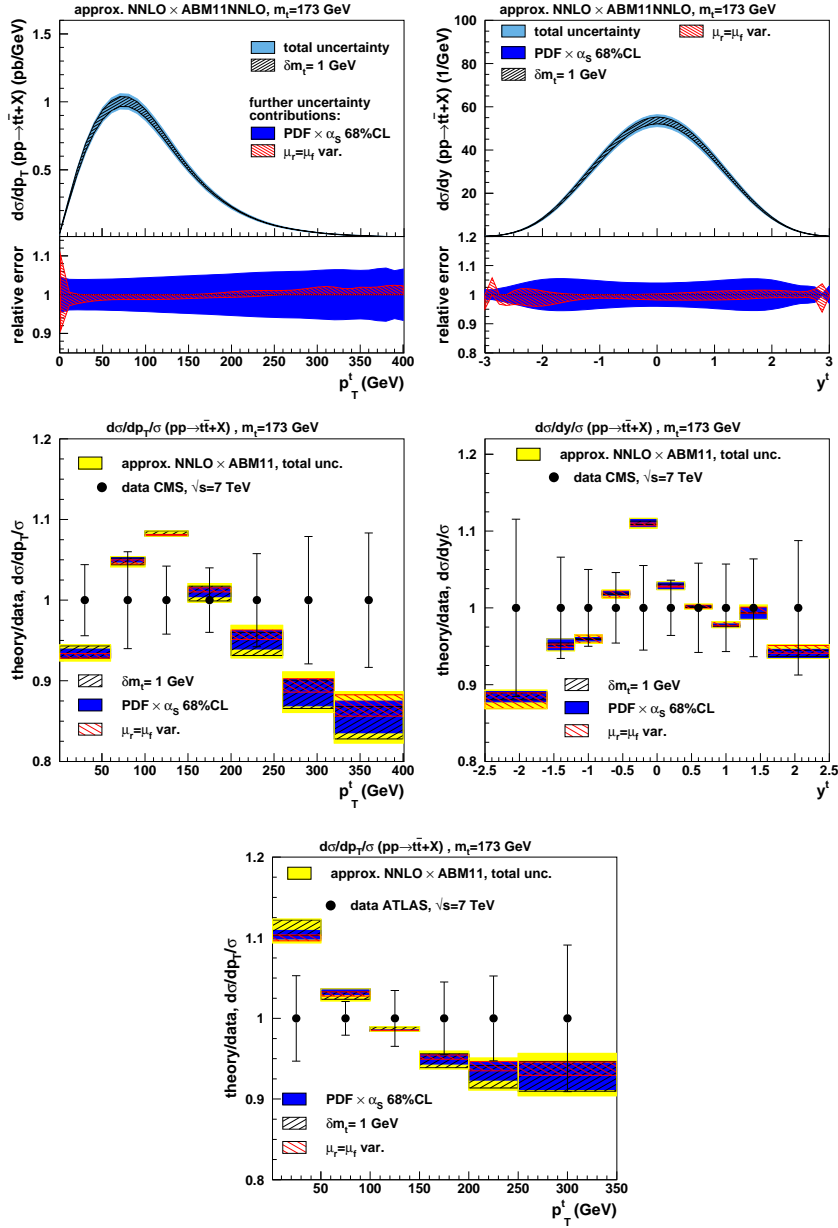 approx. NNLO × ABM11NNLO, m_t=173 GeV
dσ/dp_T (pp→tt̄+X) (pb/GeV)
1.5
1
0.5
total uncertainty
δm_t= 1 GeV
further uncertainty
contributions:
PDF × α_S 68%CL
μ_r=μ_f var.
relative error
1.1
1
0.9
0 50 100 150 200 250 300 350 400
p_T^t (GeV)
approx. NNLO × ABM11NNLO, m_t=173 GeV
dσ/dy (pp→tt̄+X) (1/GeV)
100
80
60
40
20
total uncertainty
μ_r=μ_f var.
PDF × α_S 68%CL
δm_t= 1 GeV
relative error
1.2
1.1
1
0.9
0.8
-3 -2 -1 0 1 2 3
y^t
dσ/dp_T/σ (pp→tt̄+X) , m_t=173 GeV
theory/data, dσ/dp_T/σ
1.2
1.1
1
0.9
0.8
approx. NNLO × ABM11, total unc.
data CMS, √s=7 TeV
δm_t= 1 GeV
PDF × α_S 68%CL
μ_r=μ_f var.
50 100 150 200 250 300 350 400
p_T^t (GeV)
dσ/dy/σ (pp→tt̄+X) , m_t=173 GeV
theory/data, dσ/dy/σ
1.2
1.1
1
0.9
0.8
approx. NNLO × ABM11, total unc.
data CMS, √s=7 TeV
δm_t= 1 GeV
PDF × α_S 68%CL
μ_r=μ_f var.
-2.5 -2 -1.5 -1 -0.5 0 0.5 1 1.5 2 2.5
y^t
dσ/dp_T/σ (pp→tt̄+X) , m_t=173 GeV
theory/data, dσ/dp_T/σ
1.2
1.1
1
0.9
0.8
approx. NNLO × ABM11, total unc.
data ATLAS, √s=7 TeV
PDF × α_S 68%CL
δm_t= 1 GeV
μ_r=μ_f var.
50 100 150 200 250 300 350
p_T^t (GeV)